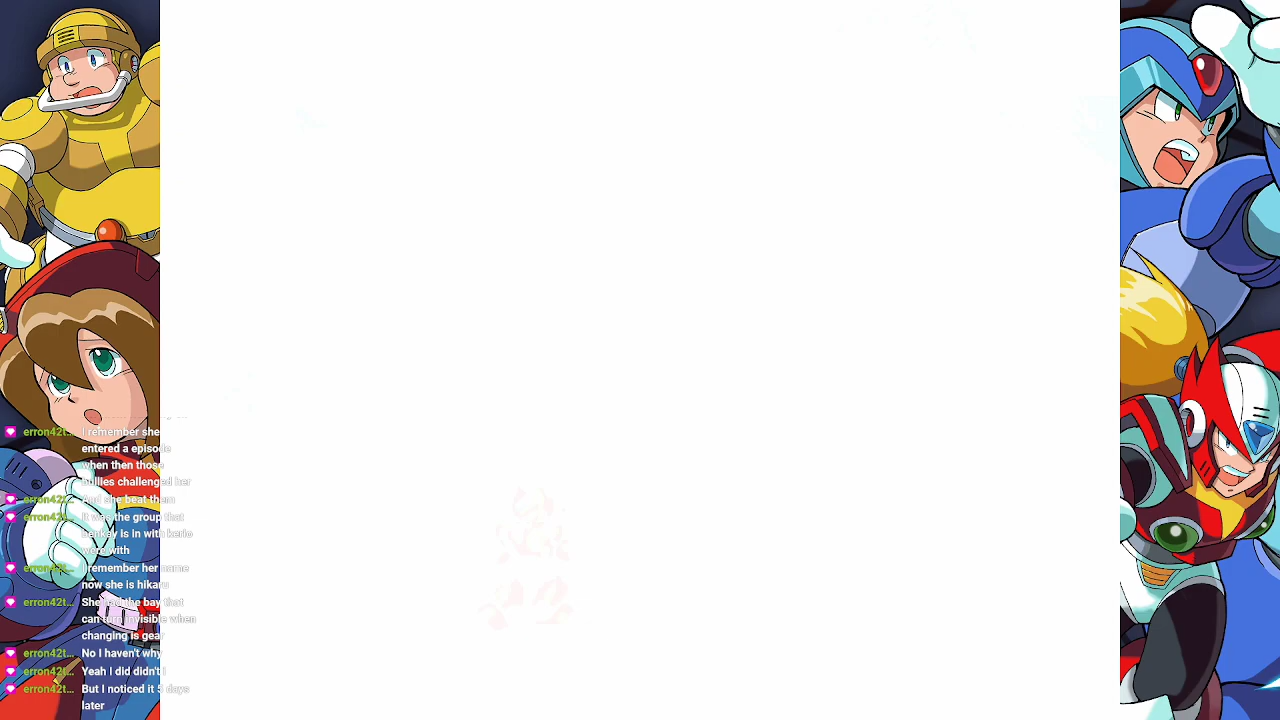 erron42t... I remember she
entered a episode
when then those
bullies challenged her
erron42t... And she beat them
erron42t... It was the group that
benkay is in with kerlo
were with
erron42t... I remember her name
now she is hikaru
erron42t... She had the bay that
can turn invisible when
changing is gear
erron42t... No I haven't why
erron42t... Yeah I did didn't I
erron42t... But I noticed it 5 days
later